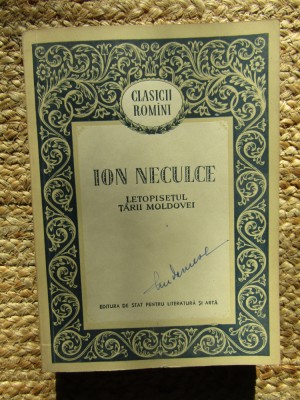 CLASICII
ROMÎNI
ION NECULCE
LETOPISEȚUL
ȚĂRII MOLDOVEI
EDITURA DE STAT PENTRU LITERATURĂ ȘI ARTĂ